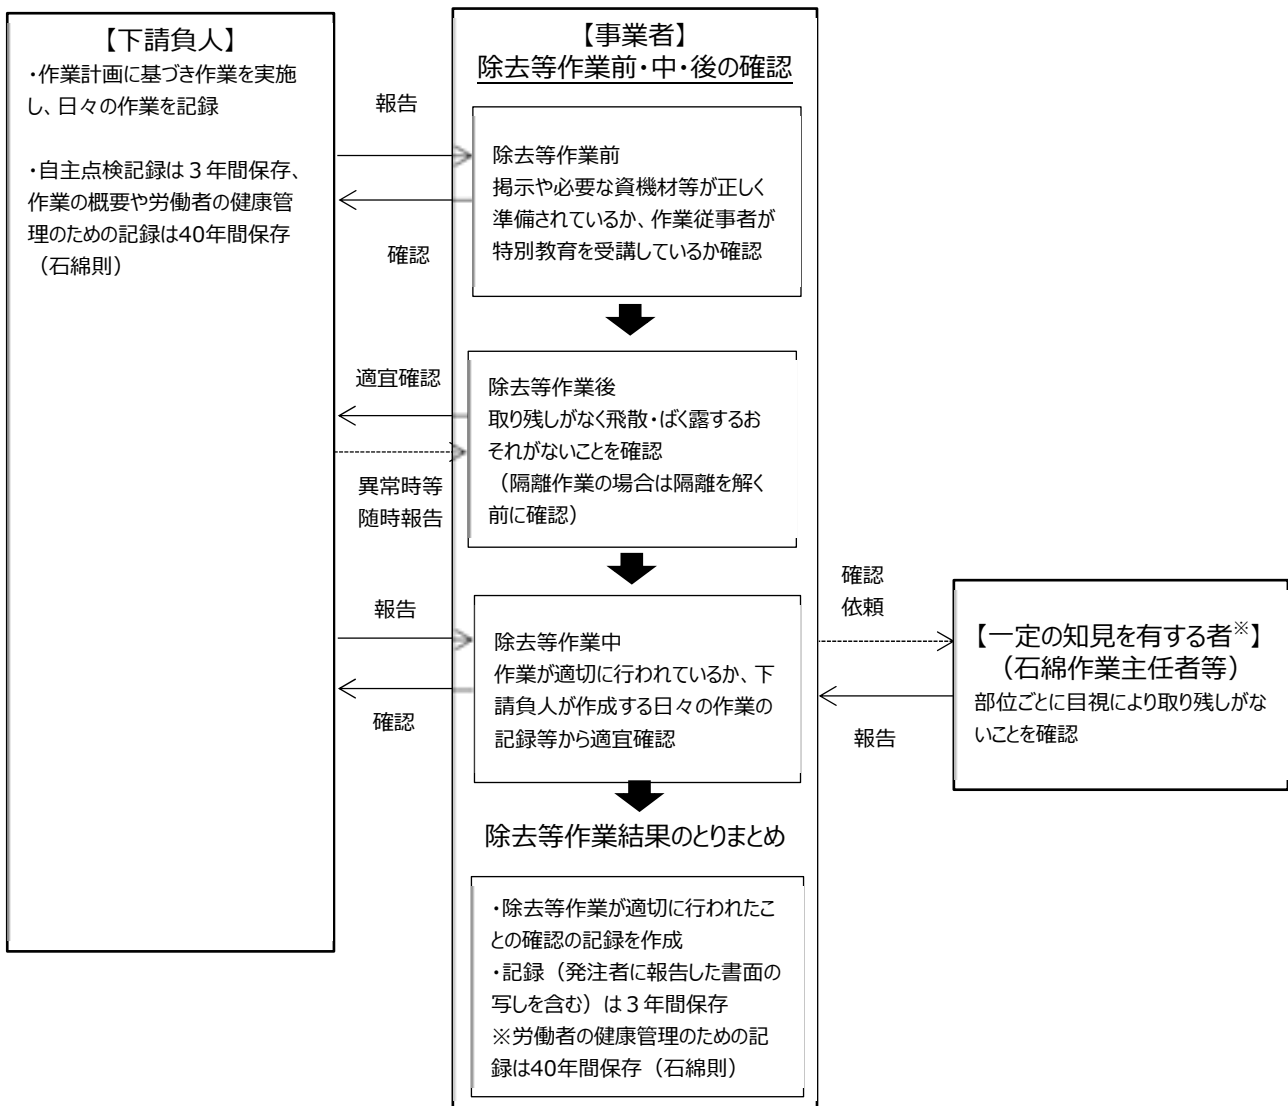 【下請負人】
・作業計画に基づき作業を実施
し、日々の作業を記録
・自主点検記録は３年間保存、
作業の概要や労働者の健康管
理のための記録は40年間保存
（石綿則）
報告
確認
適宜確認
異常時等
随時報告
報告
確認
【事業者】
除去等作業前・中・後の確認
除去等作業前
掲示や必要な資機材等が正しく
準備されているか、作業従事者が
特別教育を受講しているか確認
除去等作業後
取り残しがなく飛散・ばく露するお
それがないことを確認
（隔離作業の場合は隔離を解く
前に確認）
除去等作業中
作業が適切に行われているか、下
請負人が作成する日々の作業の
記録等から適宜確認
除去等作業結果のとりまとめ
・除去等作業が適切に行われたこ
との確認の記録を作成
・記録（発注者に報告した書面の
写しを含む）は３年間保存
※労働者の健康管理のための記
録は40年間保存（石綿則）
確認
依頼
報告
【一定の知見を有する者※】
（石綿作業主任者等）
部位ごとに目視により取り残しがな
いことを確認